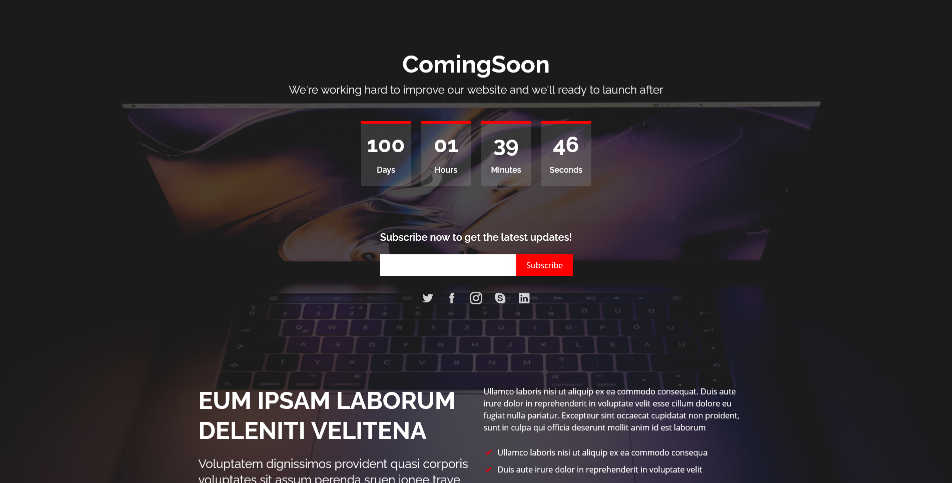 ComingSoon
We're working hard to improve our website and we'll ready to launch after
100
Days
01
Hours
39
Minutes
46
Seconds
Subscribe now to get the latest updates!
Subscribe
EUM IPSAM LABORUM
DELENITI VELITENA
Voluptatem dignissimos provident quasi corporis
voluptates sit assum perenda sruen jonee trave
Ullamco laboris nisi ut aliquip ex ea commodo consequat. Duis aute
irure dolor in reprehenderit in voluptate velit esse cillum dolore eu
fugiat nulla pariatur. Excepteur sint occaecat cupidatat non proident,
sunt in culpa qui officia deserunt mollit anim id est laborum
Ullamco laboris nisi ut aliquip ex ea commodo consequa
Duis aute irure dolor in reprehenderit in voluptate velit